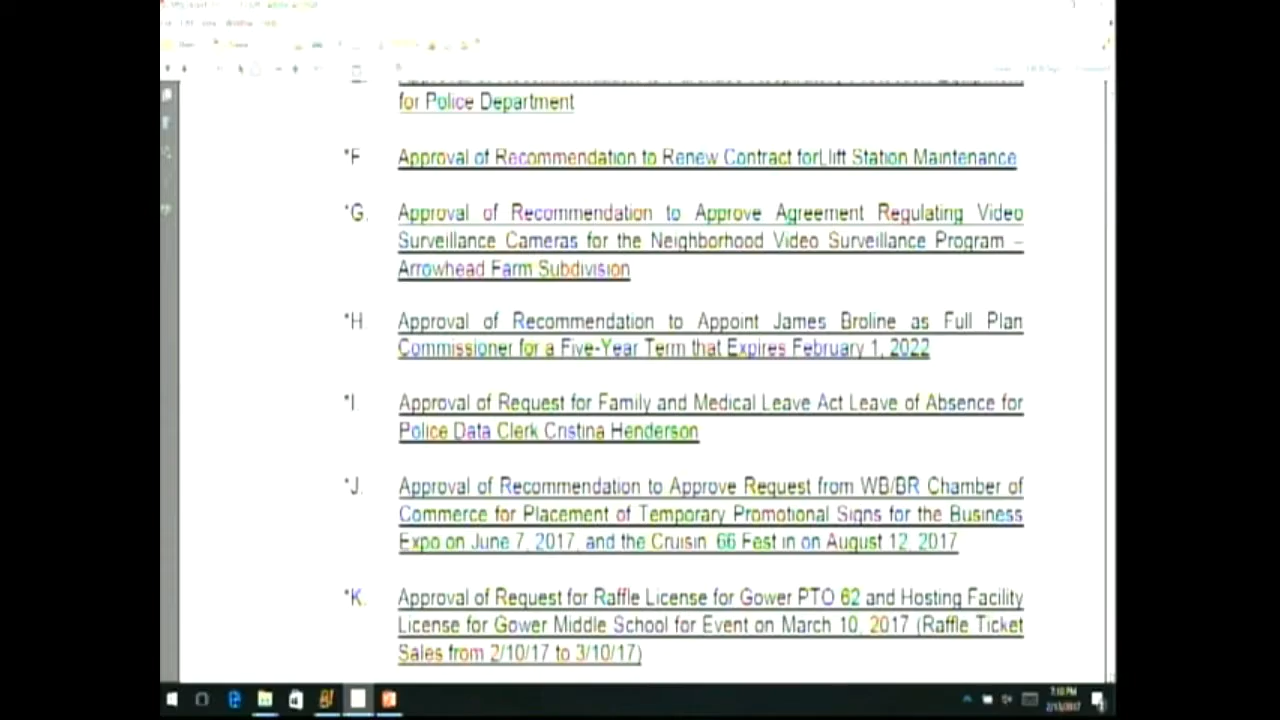 for Police Department
*F
Approval of Recommendation to Renew Contract forLlift Station Maintenance
*G.
Approval of Recommendation to Approve Agreement Regulating Video
Surveillance Cameras for the Neighborhood Video Surveillance Program –
Arrowhead Farm Subdivision
*H
Approval of Recommendation to Appoint James Broline as Full Plan
Commissioner for a Five-Year Term that Expires February 1, 2022
*I
Approval of Request for Family and Medical Leave Act Leave of Absence for
Police Data Clerk Cristina Henderson
*J.
Approval of Recommendation to Approve Request from WB/BR Chamber of
Commerce for Placement of Temporary Promotional Signs for the Business
Expo on June 7, 2017, and the Cruisin 66 Fest in on August 12, 2017
*K.
Approval of Request for Raffle License for Gower PTO 62 and Hosting Facility
License for Gower Middle School for Event on March 10, 2017 (Raffle Ticket
Sales from 2/10/17 to 3/10/17)
7:10 PM
2/13/2017